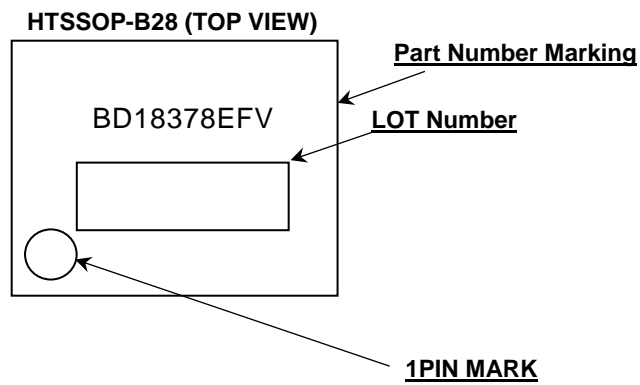 HTSSOP-B28 (TOP VIEW)
Part Number Marking
BD18378EFV
LOT Number
1PIN MARK